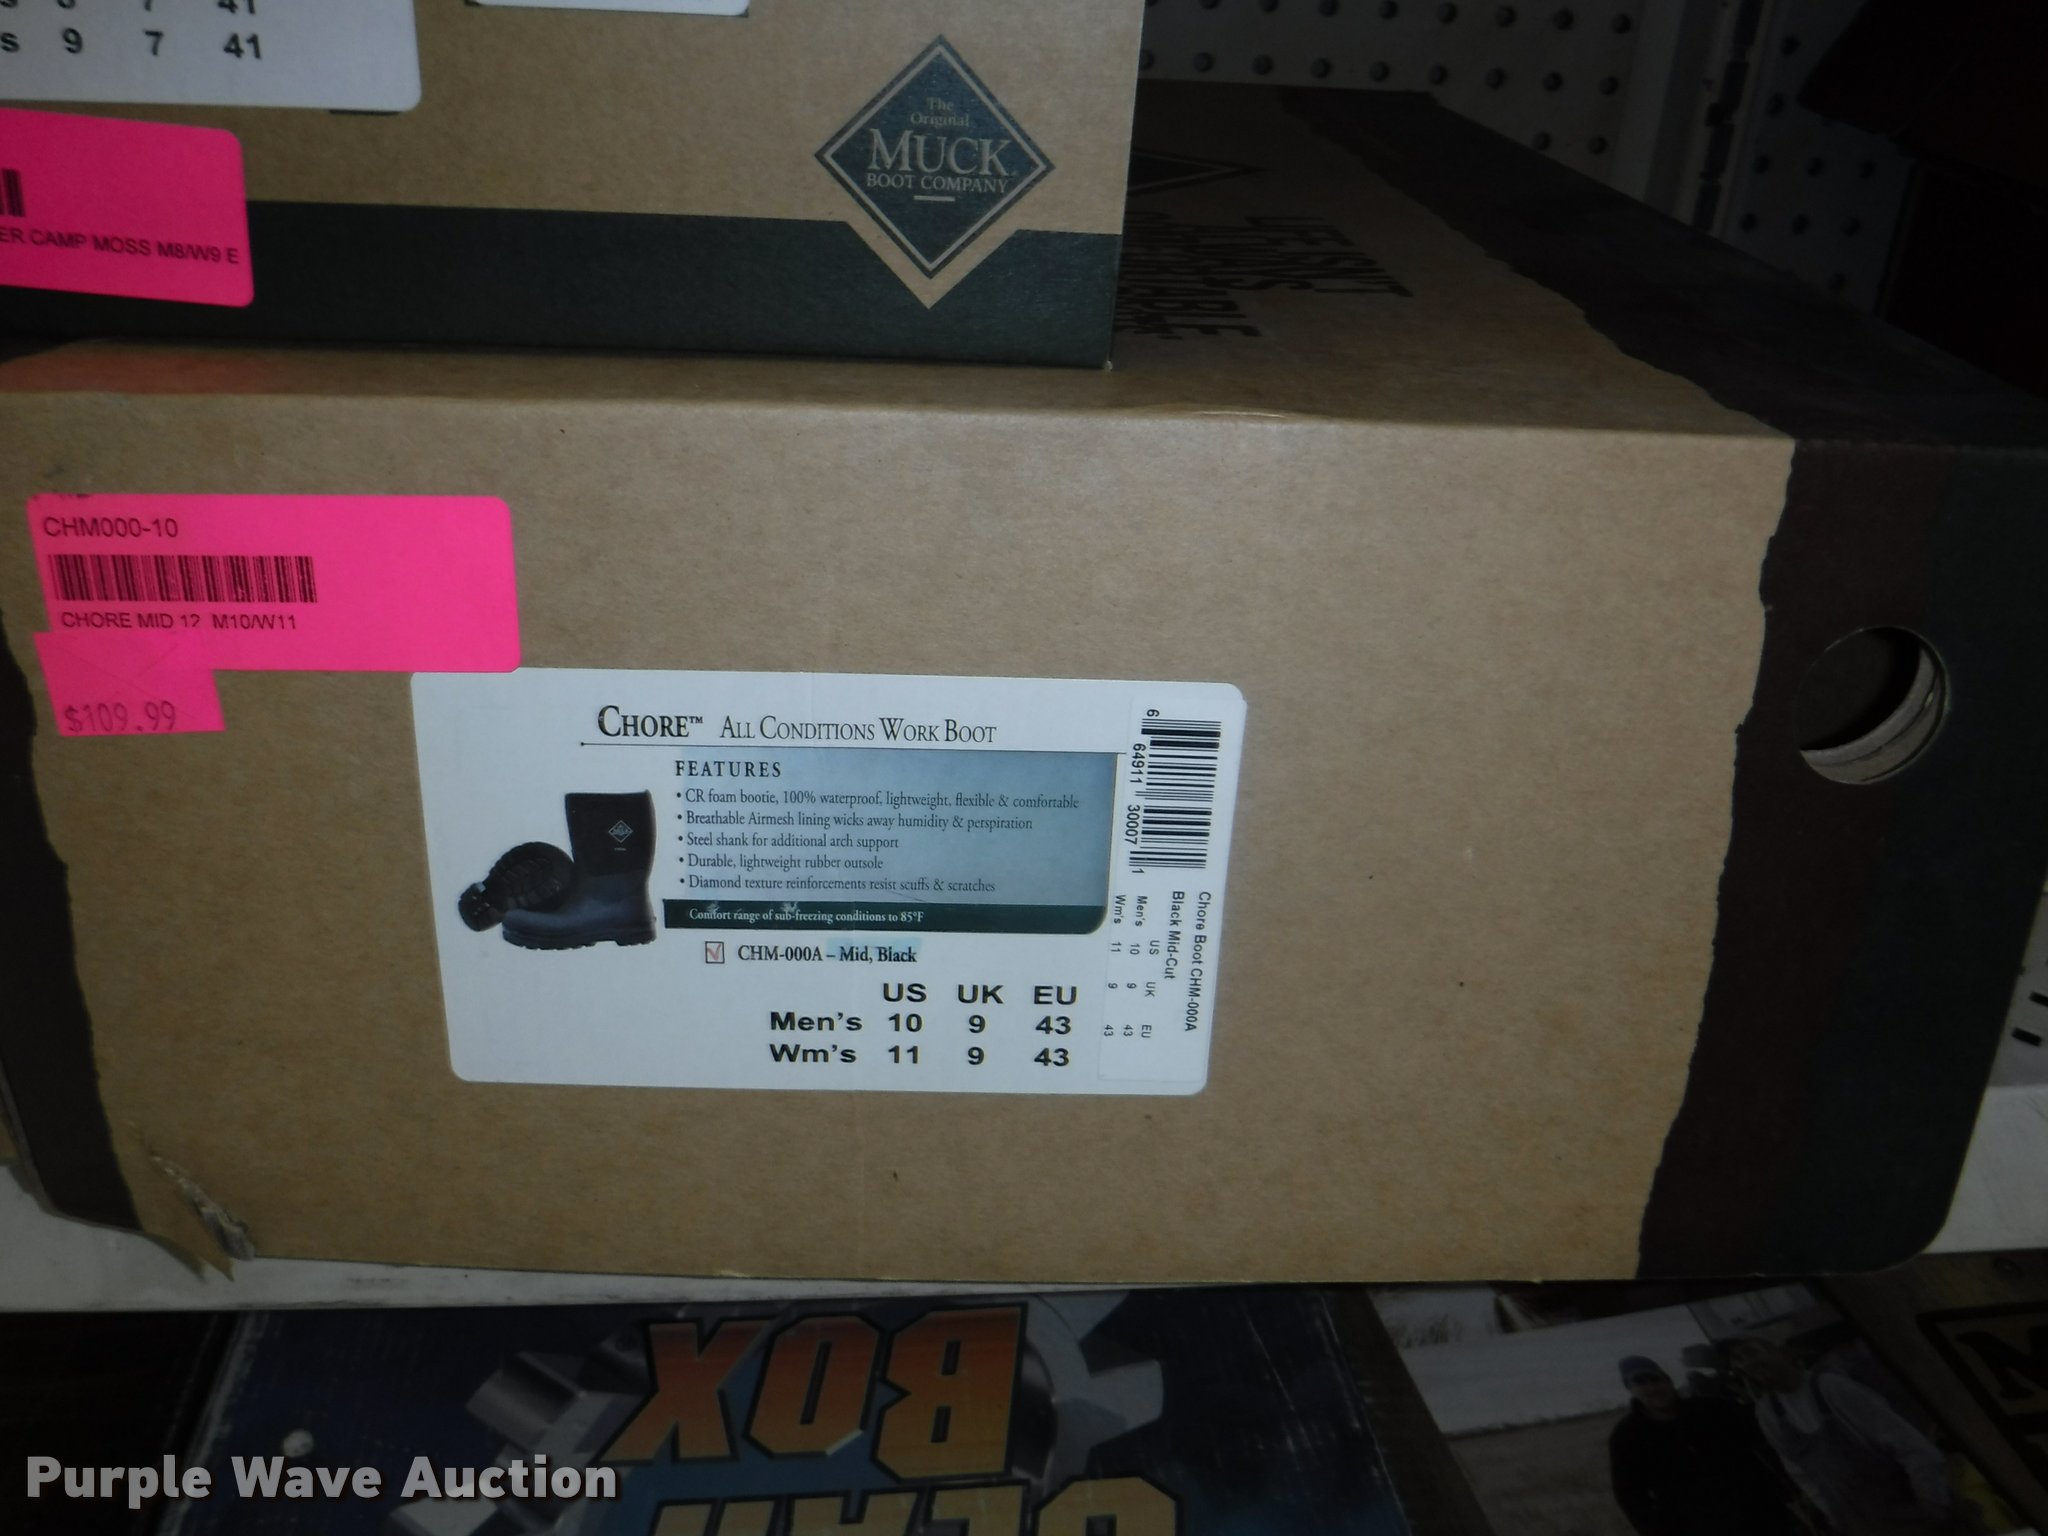 9 7 41
The
Original
MUCK
BOOT COMPANY
ER CAMP MOSS M8/W9 E
LIFE ISN'T
ALWAYS
CHM000-10
CHORE MID 12 M10/W11
$109.99
CHORE™ ALL CONDITIONS WORK BOOT
FEATURES
• CR foam bootie, 100% waterproof, lightweight, flexible & comfortable
• Breathable Airmesh lining wicks away humidity & perspiration
• Steel shank for additional arch support
• Durable, lightweight rubber outsole
• Diamond texture reinforcements resist scuffs & scratches
Comfort range of sub-freezing conditions to 85°F
CHM-000A – Mid, Black
US UK EU
Men's 10 9 43
Wm's 11 9 43
6 64911 30007 1
Chore Boot CHM-000A
Black Mid-Cut
US UK EU
Men's 10 9 43
Wm's 11 9 43
MUCK
BOX
GEAR
Purple Wave Auction